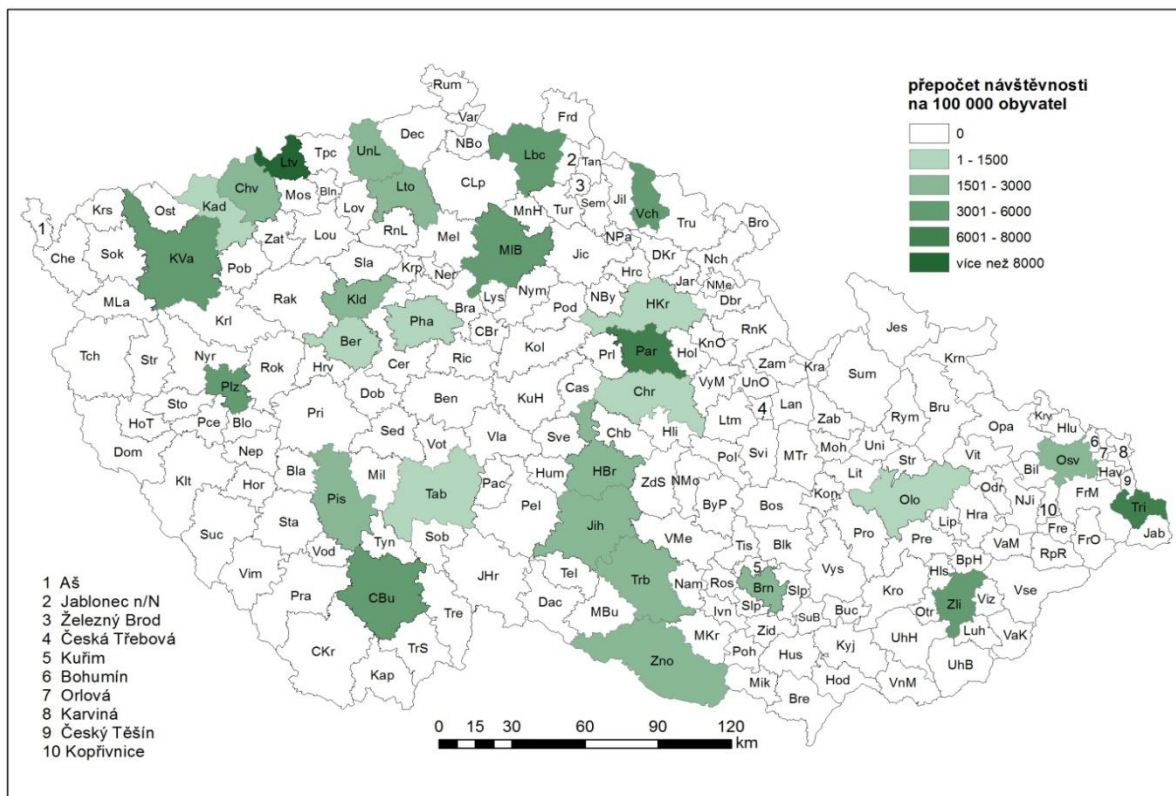 přepočet návštěvnosti
na 100 000 obyvatel
0
1 - 1500
1501 - 3000
3001 - 6000
6001 - 8000
více než 8000
Rum
Var
Frd
Dec
NBo
Lbc
2
Tan
Ltv
Tpc
UnL
3
Sem
Jil
Vch
Chv
Mos
Bln
Lto
CLp
Kad
Lov
MnH
Tur
Tru
Bro
Krs
Ost
1
Zat
Lou
RnL
Mel
MlB
Jic
NPa
DKr
Nch
Che
Sok
KVa
Pob
Sla
Krp
Ner
Hrc
Jar
NMe
MLa
Rak
Kld
Bra
Lys
Nym
Pod
NBy
HKr
Dbr
Krl
Pha
CBr
Jes
Tch
Str
Ber
Kol
Par
Hol
KnO
RnK
Nyr
Rok
Hrv
Cer
Ric
Prl
Zam
Kra
Sum
Krn
Plz
Dob
Cas
Chr
VyM
UnO
Sto
Ben
KuH
4
Lan
HoT
Pce
Blo
Pri
Ltm
Zab
Rym
Bru
Kry
Hlu
Dom
Nep
Sed
Vot
Vla
Sve
Chb
Hli
Opa
6
Svi
Moh
Uni
Str
Osv
7
8
Klt
Hor
Bla
Mil
Pol
MTr
Vit
Bil
Hav
Tab
Pac
Hum
HBr
ZdS
NMo
Lit
9
Pis
Pel
ByP
Bos
Kon
Olo
Odr
NJi
FrM
Tri
Sta
Jih
10
Suc
Hra
Fre
Jab
Tyn
Sob
VMe
Pro
Lip
Vod
Tis
Blk
Pre
VaM
RpR
FrO
Vim
JHr
Tel
5
Vys
BpH
Pra
CBu
Trb
Nam
Ros
Brn
Slp
Hls
Dac
Kro
Zli
Vse
Tre
MBu
Ivn
Slp
SuB
Buc
Otr
Viz
CKr
TrS
MKr
Zid
Luh
Zno
Poh
Hus
Kyj
UhH
VaK
Kap
Mik
Hod
VnM
UhB
Bre
1 Aš
2 Jablonec n/N
3 Železný Brod
4 Česká Třebová
5 Kuřim
6 Bohumín
7 Orlová
8 Karviná
9 Český Těšín
10 Kopřivnice
0 15 30 60 90 120
km